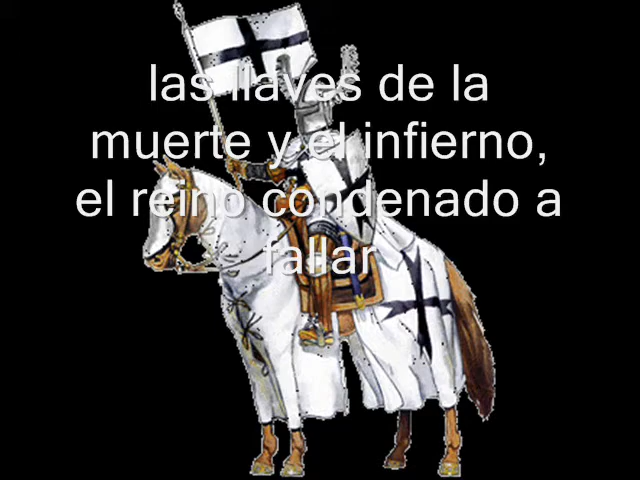 las llaves de la
muerte y el infierno,
el reino condenado a
fallar